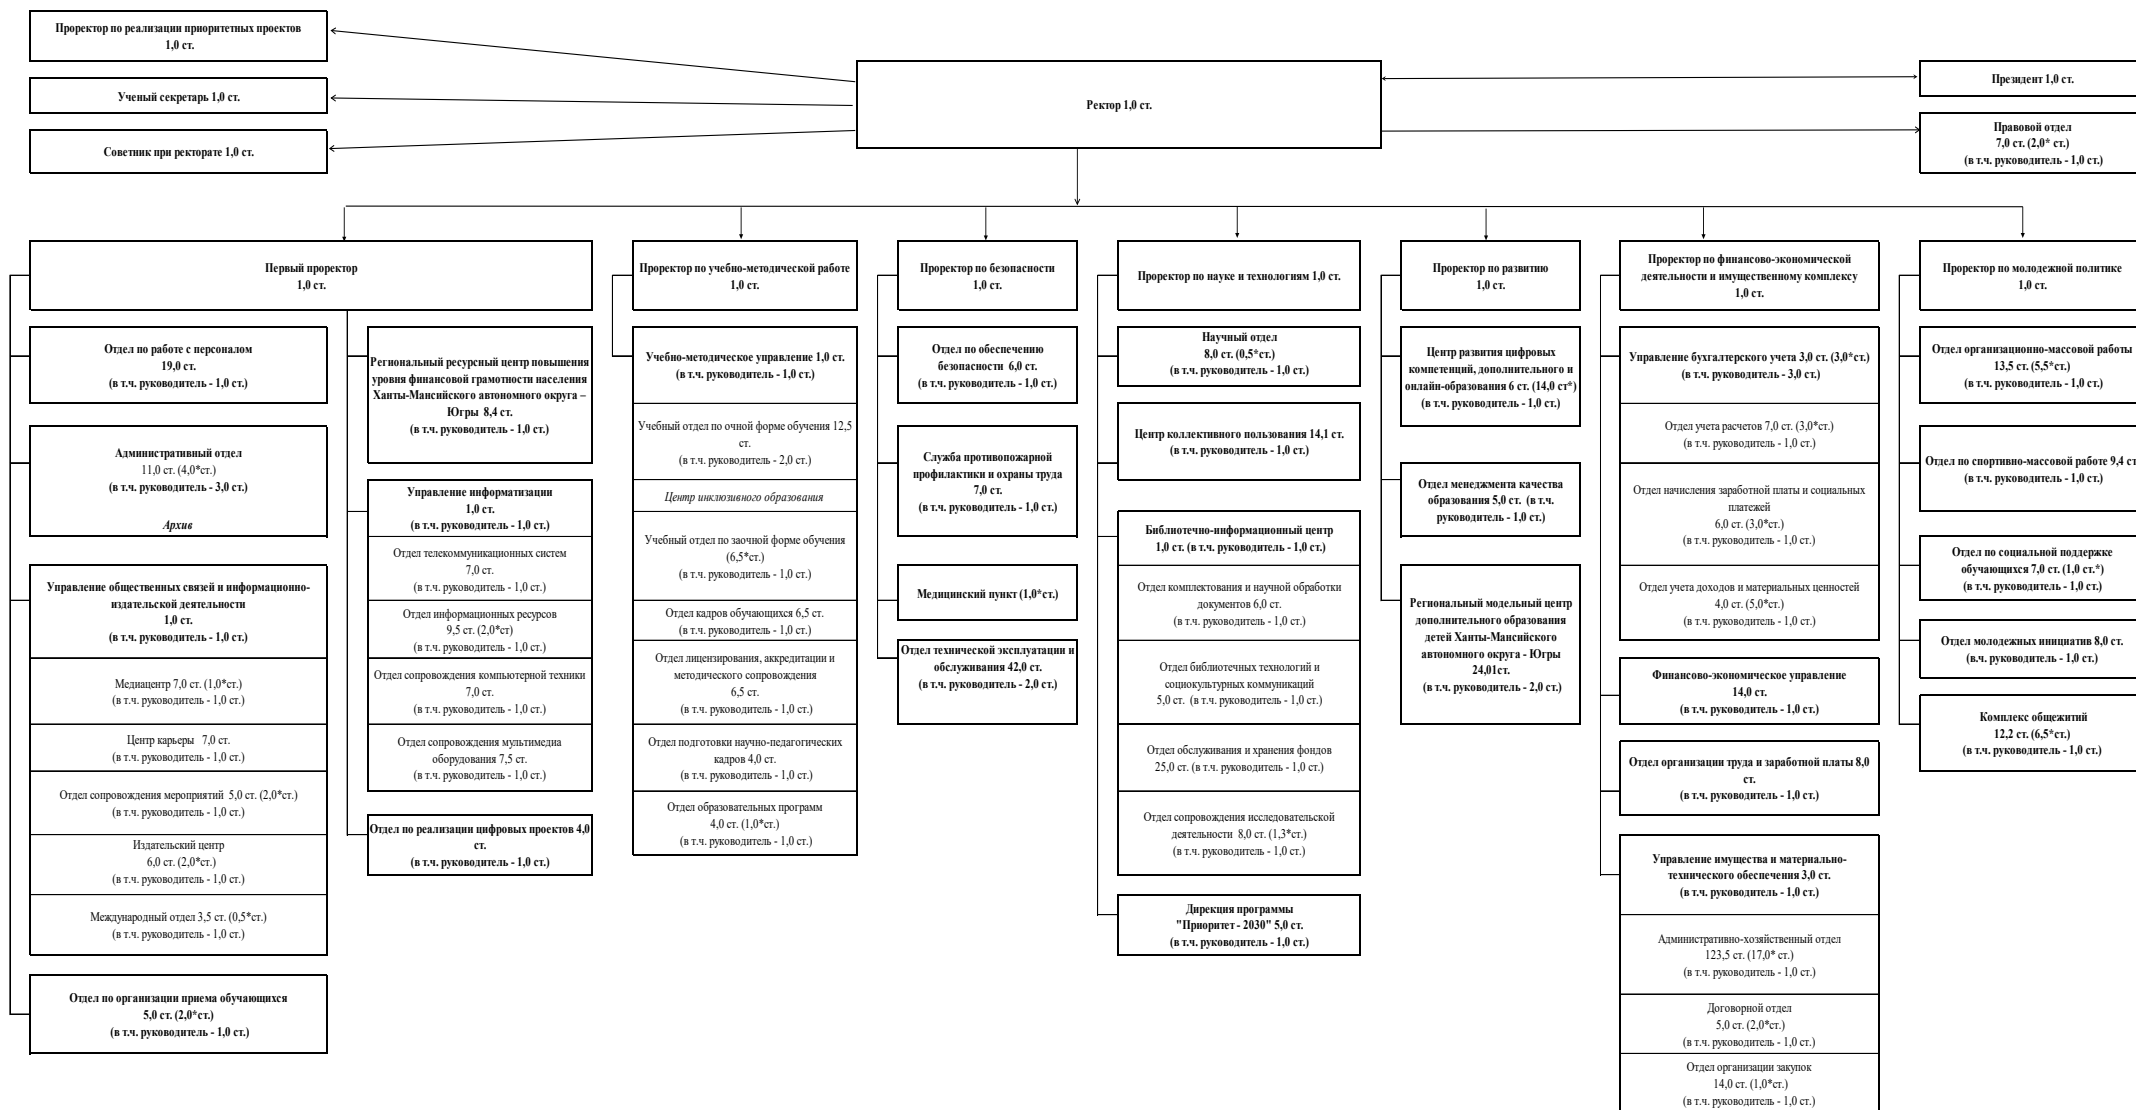 Проректор по реализации приоритетных проектов
1,0 ст.
Ученый секретарь 1,0 ст.
Советник при ректорате 1,0 ст.
Ректор 1,0 ст.
Президент 1,0 ст.
Правовой отдел
7,0 ст. (2,0* ст.)
(в т.ч. руководитель - 1,0 ст.)
Первый проректор
1,0 ст.
Отдел по работе с персоналом
19,0 ст.
(в т.ч. руководитель - 1,0 ст.)
Административный отдел
11,0 ст. (4,0*ст.)
(в т.ч. руководитель - 3,0 ст.)
Архив
Управление общественных связей и информационно-
издательской деятельности
1,0 ст.
(в т.ч. руководитель - 1,0 ст.)
Медиацентр 7,0 ст. (1,0*ст.)
(в т.ч. руководитель - 1,0 ст.)
Центр карьеры 7,0 ст.
(в т.ч. руководитель - 1,0 ст.)
Отдел сопровождения мероприятий 5,0 ст. (2,0*ст.)
(в т.ч. руководитель - 1,0 ст.)
Издательский центр
6,0 ст. (2,0*ст.)
(в т.ч. руководитель - 1,0 ст.)
Международный отдел 3,5 ст. (0,5*ст.)
(в т.ч. руководитель - 1,0 ст.)
Отдел по организации приема обучающихся
5,0 ст. (2,0*ст.)
(в т.ч. руководитель - 1,0 ст.)
Региональный ресурсный центр повышения
уровня финансовой грамотности населения
Ханты-Мансийского автономного округа –
Югры 8,4 ст.
(в т.ч. руководитель - 1,0 ст.)
Управление информатизации
1,0 ст.
(в т.ч. руководитель - 1,0 ст.)
Отдел телекоммуникационных систем
7,0 ст.
(в т.ч. руководитель - 1,0 ст.)
Отдел информационных ресурсов
9,5 ст. (2,0*ст)
(в т.ч. руководитель - 1,0 ст.)
Отдел сопровождения компьютерной техники
7,0 ст.
(в т.ч. руководитель - 1,0 ст.)
Отдел сопровождения мультимедиа
оборудования 7,5 ст.
(в т.ч. руководитель - 1,0 ст.)
Отдел по реализации цифровых проектов 4,0
ст.
(в т.ч. руководитель - 1,0 ст.)
Проректор по учебно-методической работе
1,0 ст.
Учебно-методическое управление 1,0 ст.
(в т.ч. руководитель - 1,0 ст.)
Учебный отдел по очной форме обучения 12,5
ст.
(в т.ч. руководитель - 2,0 ст.)
Центр инклюзивного образования
Учебный отдел по заочной форме обучения
(6,5*ст.)
(в т.ч. руководитель - 1,0 ст.)
Отдел кадров обучающихся 6,5 ст.
(в т.ч. руководитель - 1,0 ст.)
Отдел лицензирования, аккредитации и
методического сопровождения
6,5 ст.
(в т.ч. руководитель - 1,0 ст.)
Отдел подготовки научно-педагогических
кадров 4,0 ст.
(в т.ч. руководитель - 1,0 ст.)
Отдел образовательных программ
4,0 ст. (1,0*ст.)
(в т.ч. руководитель - 1,0 ст.)
Проректор по безопасности
1,0 ст.
Отдел по обеспечению
безопасности 6,0 ст.
(в т.ч. руководитель - 1,0 ст.)
Служба противопожарной
профилактики и охраны труда
7,0 ст.
(в т.ч. руководитель - 1,0 ст.)
Медицинский пункт (1,0*ст.)
Отдел технической эксплуатации и
обслуживания 42,0 ст.
(в т.ч. руководитель - 2,0 ст.)
Проректор по науке и технологиям 1,0 ст.
Научный отдел
8,0 ст. (0,5*ст.)
(в т.ч. руководитель - 1,0 ст.)
Центр коллективного пользования 14,1 ст.
(в т.ч. руководитель - 1,0 ст.)
Библиотечно-информационный центр
1,0 ст. (в т.ч. руководитель - 1,0 ст.)
Отдел комплектования и научной обработки
документов 6,0 ст.
(в т.ч. руководитель - 1,0 ст.)
Отдел библиотечных технологий и
социокультурных коммуникаций
5,0 ст. (в т.ч. руководитель - 1,0 ст.)
Отдел обслуживания и хранения фондов
25,0 ст. (в т.ч. руководитель - 1,0 ст.)
Отдел сопровождения исследовательской
деятельности 8,0 ст. (1,3*ст.)
(в т.ч. руководитель - 1,0 ст.)
Дирекция программы
"Приоритет - 2030" 5,0 ст.
(в т.ч. руководитель - 1,0 ст.)
Проректор по развитию
1,0 ст.
Центр развития цифровых
компетенций, дополнительного и
онлайн-образования 6 ст. (14,0 ст*)
(в т.ч. руководитель - 1,0 ст.)
Отдел менеджмента качества
образования 5,0 ст. (в т.ч.
руководитель - 1,0 ст.)
Региональный модельный центр
дополнительного образования
детей Ханты-Мансийского
автономного округа - Югры
24,01ст.
(в т.ч. руководитель - 2,0 ст.)
Проректор по финансово-экономической
деятельности и имущественному комплексу
1,0 ст.
Управление бухгалтерского учета 3,0 ст. (3,0*ст.)
(в т.ч. руководитель - 3,0 ст.)
Отдел учета расчетов 7,0 ст. (3,0*ст.)
(в т.ч. руководитель - 1,0 ст.)
Отдел начисления заработной платы и социальных
платежей
6,0 ст. (3,0*ст.)
(в т.ч. руководитель - 1,0 ст.)
Отдел учета доходов и материальных ценностей
4,0 ст. (5,0*ст.)
(в т.ч. руководитель - 1,0 ст.)
Финансово-экономическое управление
14,0 ст.
(в т.ч. руководитель - 1,0 ст.)
Отдел организации труда и заработной платы 8,0
ст.
(в т.ч. руководитель - 1,0 ст.)
Управление имущества и материально-
технического обеспечения 3,0 ст.
(в т.ч. руководитель - 1,0 ст.)
Административно-хозяйственный отдел
123,5 ст. (17,0* ст.)
(в т.ч. руководитель - 1,0 ст.)
Договорной отдел
5,0 ст. (2,0*ст.)
(в т.ч. руководитель - 1,0 ст.)
Отдел организации закупок
14,0 ст. (1,0*ст.)
(в т.ч. руководитель - 1,0 ст.)
Проректор по молодежной политике
1,0 ст.
Отдел организационно-массовой работы
13,5 ст. (5,5*ст.)
(в т.ч. руководитель - 1,0 ст.)
Отдел по спортивно-массовой работе 9,4 ст
(в т.ч. руководитель - 1,0 ст.)
Отдел по социальной поддержке
обучающихся 7,0 ст. (1,0 ст.*)
(в т.ч. руководитель - 1,0 ст.)
Отдел молодежных инициатив 8,0 ст.
(в.ч. руководитель - 1,0 ст.)
Комплекс общежитий
12,2 ст. (6,5*ст.)
(в т.ч. руководитель - 1,0 ст.)